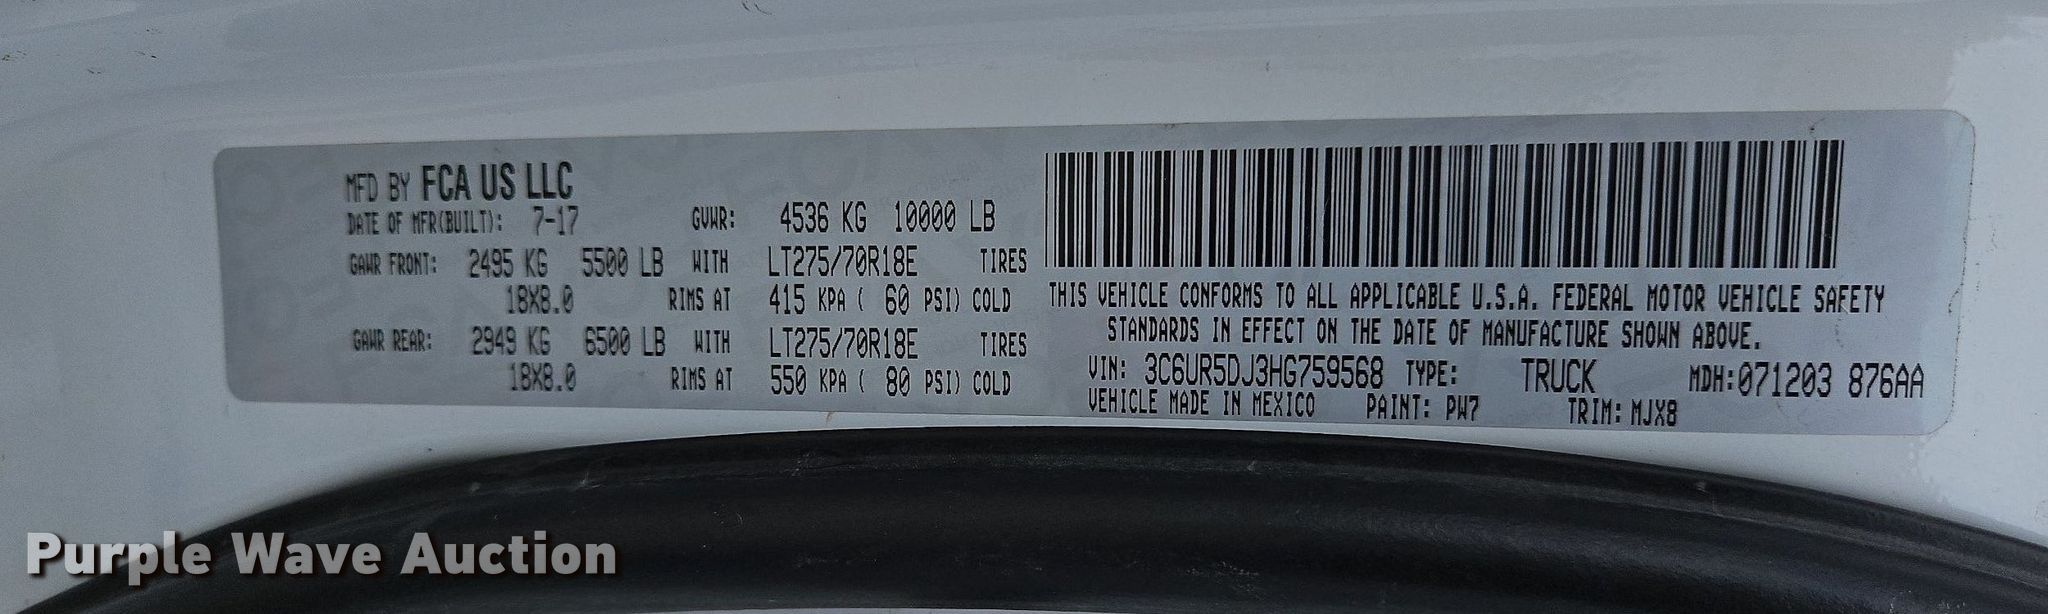 MFD BY FCA US LLC
DATE OF MFR(BUILT): 7-17 GVWR: 4536 KG 10000 LB
GAWR FRONT: 2495 KG 5500 LB WITH LT275/70R18E TIRES
18X8.0 RIMS AT 415 KPA ( 60 PSI) COLD
GAWR REAR: 2949 KG 6500 LB WITH LT275/70R18E TIRES
18X8.0 RIMS AT 550 KPA ( 80 PSI) COLD
THIS VEHICLE CONFORMS TO ALL APPLICABLE U.S.A. FEDERAL MOTOR VEHICLE SAFETY
STANDARDS IN EFFECT ON THE DATE OF MANUFACTURE SHOWN ABOVE.
VIN: 3C6UR5DJ3HG759568 TYPE: TRUCK MDH:071203 876AA
VEHICLE MADE IN MEXICO PAINT: PW7 TRIM: MJX8
Purple Wave Auction